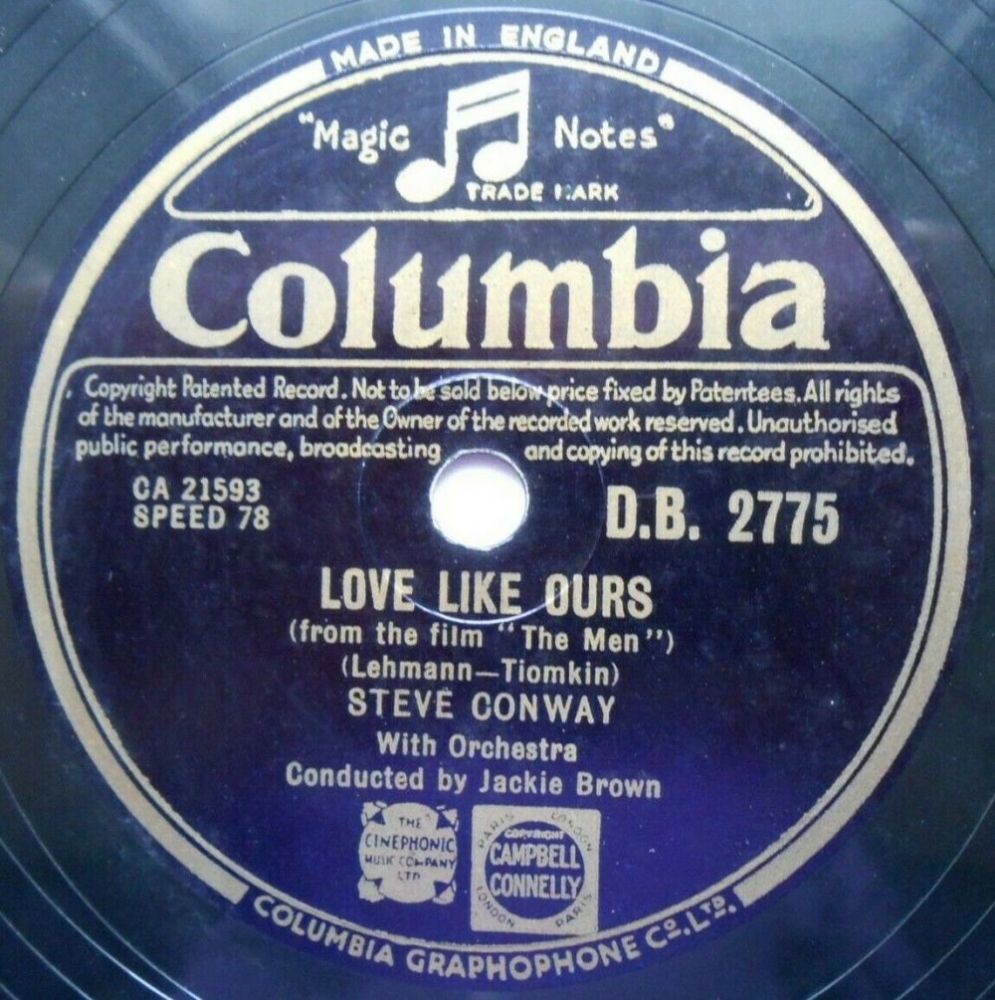 MADE IN ENGLAND
"Magic Notes"
TRADE MARK
Columbia
Copyright Patented Record. Not to be sold below price fixed by Patentees. All rights
of the manufacturer and of the Owner of the recorded work reserved. Unauthorised
public performance, broadcasting and copying of this record prohibited.
CA 21593
SPEED 78
D.B. 2775
LOVE LIKE OURS
(from the film "The Men")
(Lehmann—Tiomkin)
STEVE CONWAY
With Orchestra
Conducted by Jackie Brown
THE
CINEPHONIC
MUSIC COMPANY
LTD
PARIS LONDON
COPYRIGHT
CAMPBELL
CONNELLY
LONDON PARIS
COLUMBIA GRAPHOPHONE Co. LTD.